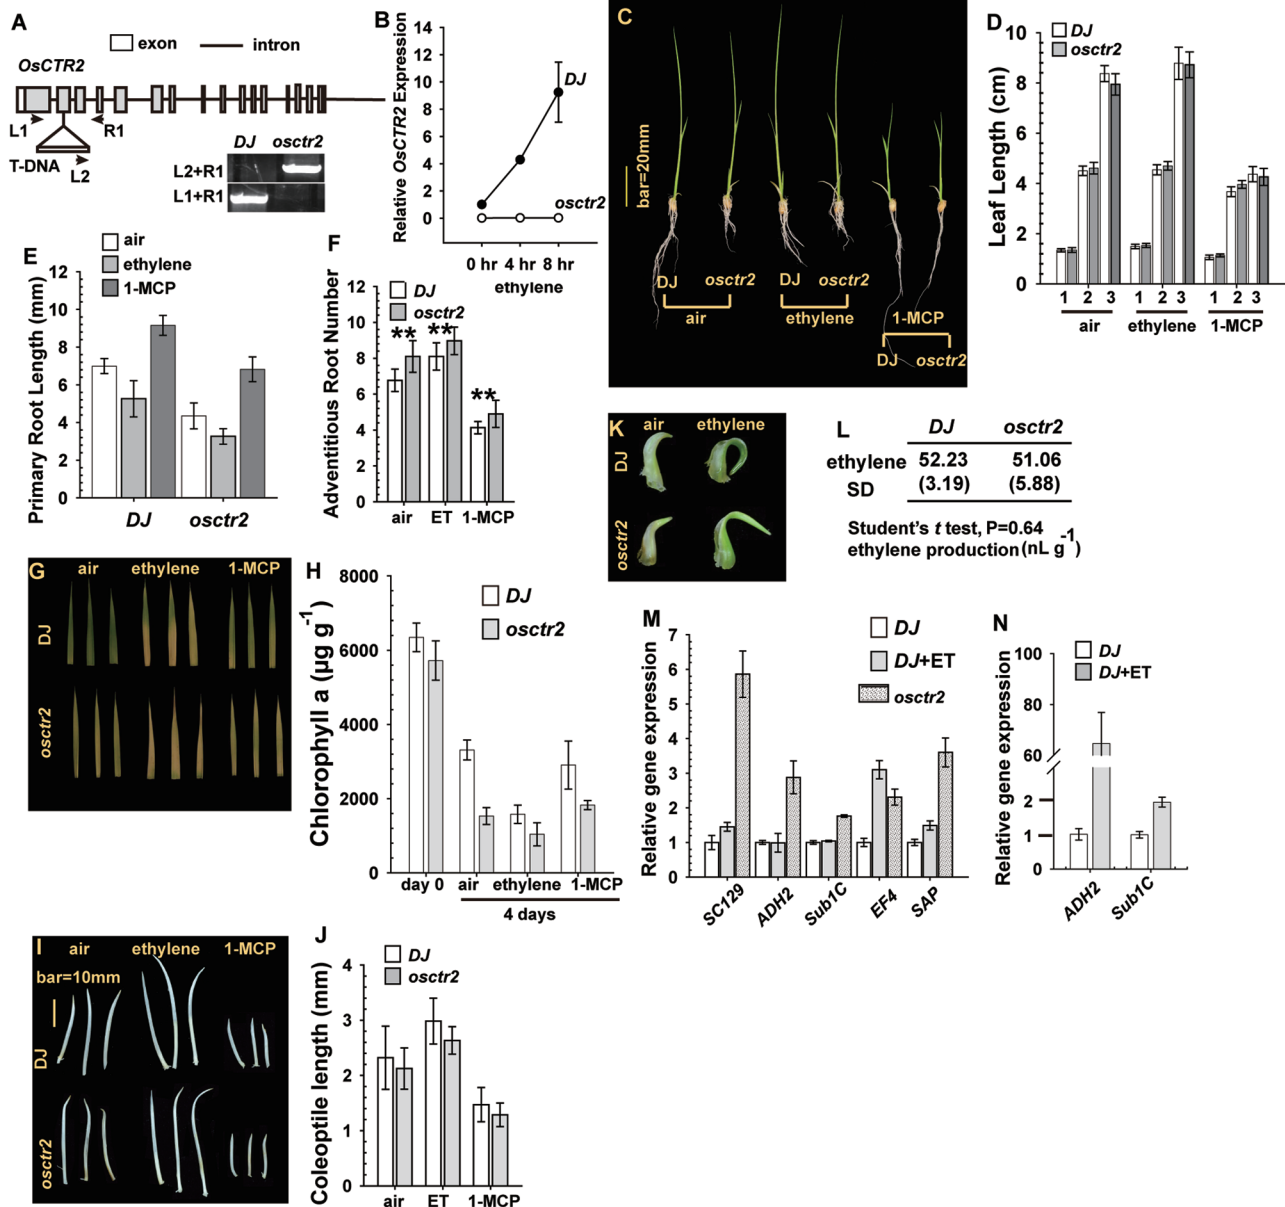 A
exon
intron
OsCTR2
L1
R1
T-DNA
L2
DJ osctr2
L2+R1
L1+R1
B
Relative OsCTR2 Expression
14
12
10
8
6
4
2
0
DJ
osctr2
0 hr 4 hr 8 hr
ethylene
C
bar=20mm
DJ osctr2 DJ osctr2
air ethylene 1-MCP
DJ osctr2
D
DJ
osctr2
Leaf Length (cm)
10
8
6
4
2
0
1 2 3 1 2 3 1 2 3
air ethylene 1-MCP
E
air
ethylene
1-MCP
Primary Root Length (mm)
12
10
8
6
4
2
0
DJ osctr2
F
DJ
osctr2
Adventitious Root Number
12
10
8
6
4
2
0
** ** **
air ET 1-MCP
K
air ethylene
DJ
osctr2
L
DJ osctr2
ethylene 52.23 51.06
SD (3.19) (5.88)
Student's t test, P=0.64
ethylene production (nL g-1)
G
air ethylene 1-MCP
DJ
osctr2
H
DJ
osctr2
Chlorophyll a (µg g-1)
8000
6000
4000
2000
0
day 0 air ethylene 1-MCP
4 days
M
DJ
DJ+ET
osctr2
Relative gene expression
7
6
5
4
3
2
1
0
SC129 ADH2 Sub1C EF4 SAP
N
DJ
DJ+ET
Relative gene expression
100
80
60
2
1
0
ADH2 Sub1C
I
air ethylene 1-MCP
bar=10mm
DJ
osctr2
J
DJ
osctr2
Coleoptile length (mm)
4
3
2
1
0
air ET 1-MCP